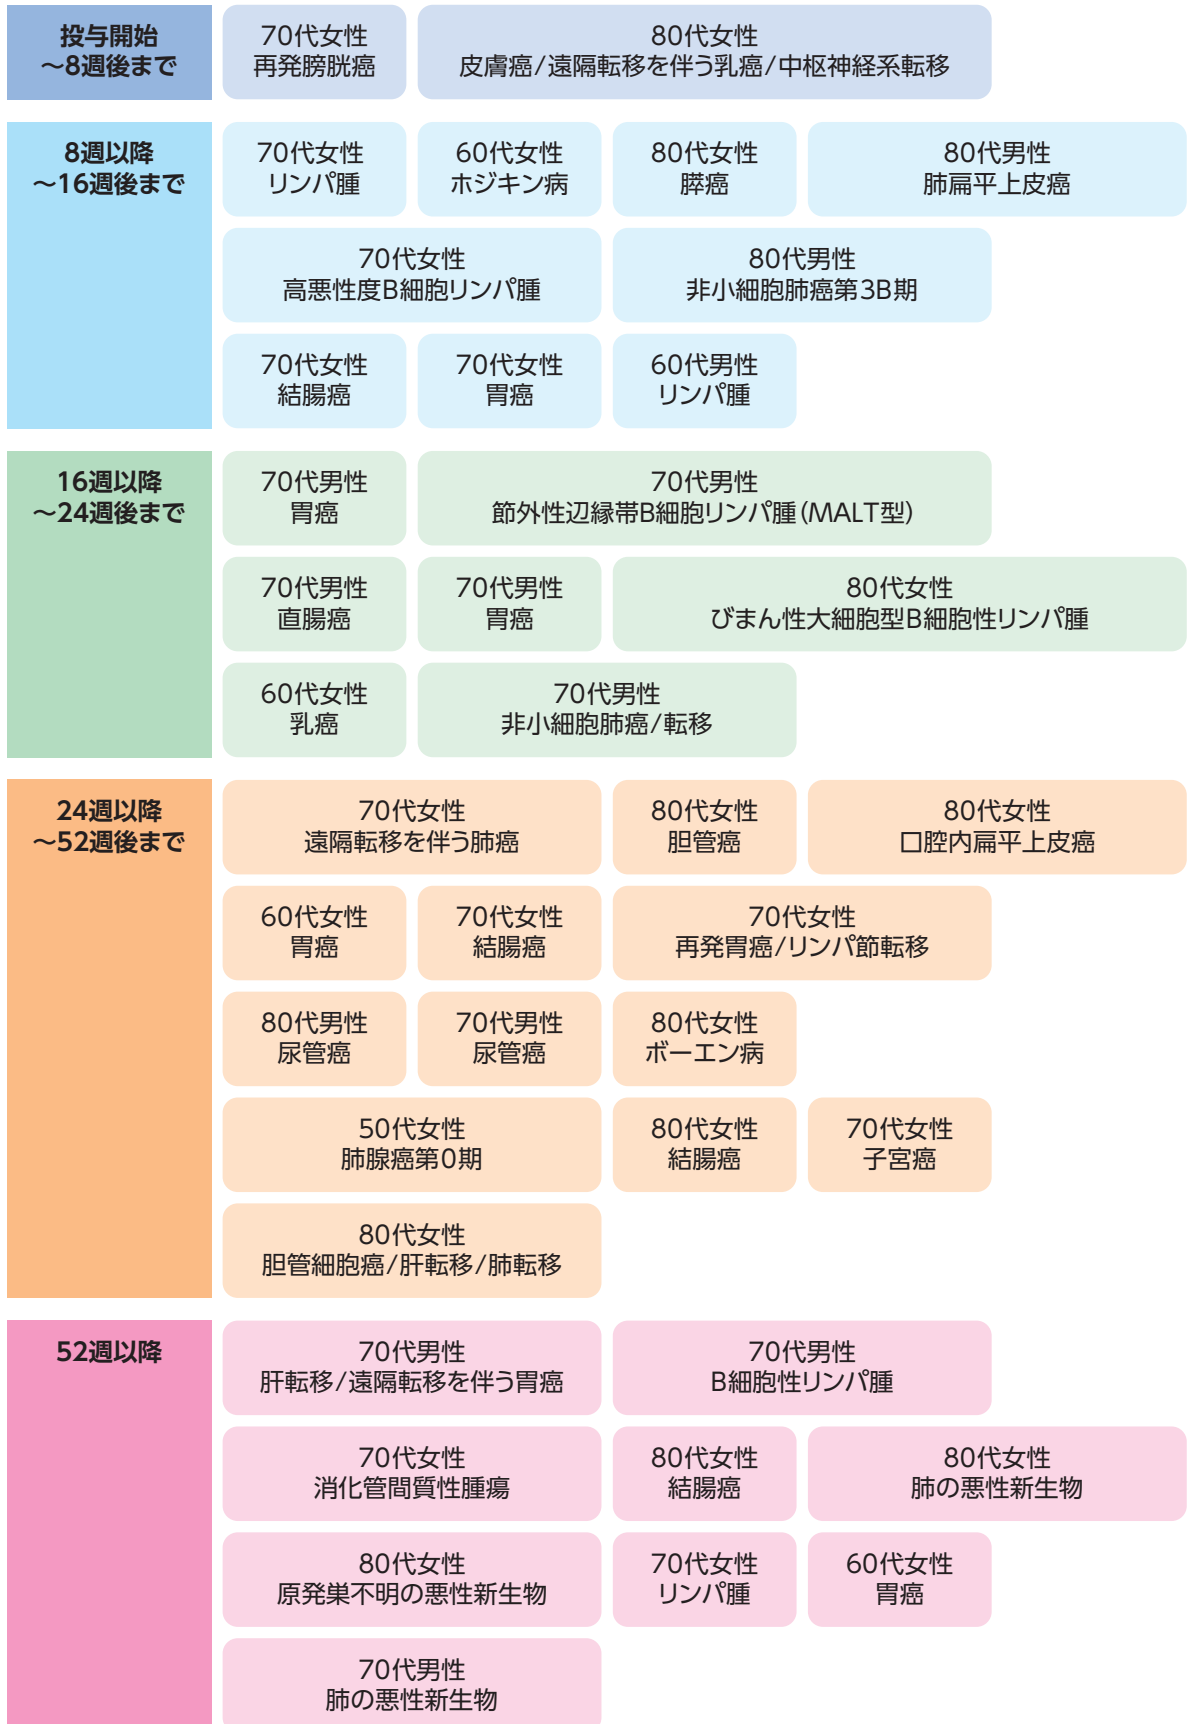 投与開始
～8週後まで
70代女性
再発膀胱癌
80代女性
皮膚癌/遠隔転移を伴う乳癌/中枢神経系転移
8週以降
～16週後まで
70代女性
リンパ腫
60代女性
ホジキン病
80代女性
膵癌
80代男性
肺扁平上皮癌
70代女性
高悪性度B細胞リンパ腫
80代男性
非小細胞肺癌第3B期
70代女性
結腸癌
70代女性
胃癌
60代男性
リンパ腫
16週以降
～24週後まで
70代男性
胃癌
70代男性
節外性辺縁帯B細胞リンパ腫(MALT型)
70代男性
直腸癌
70代男性
胃癌
80代女性
びまん性大細胞型B細胞性リンパ腫
60代女性
乳癌
70代男性
非小細胞肺癌/転移
24週以降
～52週後まで
70代女性
遠隔転移を伴う肺癌
80代女性
胆管癌
80代女性
口腔内扁平上皮癌
60代女性
胃癌
70代女性
結腸癌
70代女性
再発胃癌/リンパ節転移
80代男性
尿管癌
70代男性
尿管癌
80代女性
ボーエン病
50代女性
肺腺癌第0期
80代女性
結腸癌
70代女性
子宮癌
80代女性
胆管細胞癌/肝転移/肺転移
52週以降
70代男性
肝転移/遠隔転移を伴う胃癌
70代男性
B細胞性リンパ腫
70代女性
消化管間質性腫瘍
80代女性
結腸癌
80代女性
肺の悪性新生物
80代女性
原発巣不明の悪性新生物
70代女性
リンパ腫
60代女性
胃癌
70代男性
肺の悪性新生物